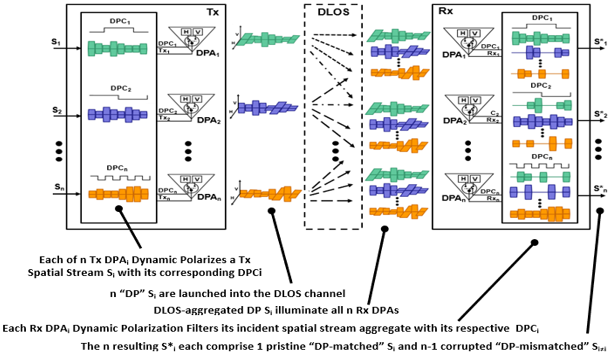 Tx
DLOS
Rx
S1
DPC1
H V
DPC1
Tx1
DPA1
H
V
DPA1
H V
DPC1
Rx1
DPC1
S*1
S2
DPC2
H V
DPC2
Tx2
DPA2
H
V
DPA2
H V
C2
Rx2
DPC2
S*2
Sn
DPCn
H V
DPCn
Txn
DPAn
H
V
DPAn
H V
DPCn
Rxn
DPCn
S*n
Each of n Tx DPAi Dynamic Polarizes a Tx
Spatial Stream Si with its corresponding DPCi
n “DP” Si are launched into the DLOS channel
DLOS-aggregated DP Si illuminate all n Rx DPAs
Each Rx DPAi Dynamic Polarization Filters its incident spatial stream aggregate with its respective DPCi
The n resulting S*i each comprise 1 pristine “DP-matched” Si and n-1 corrupted “DP-mismatched” Si≠i